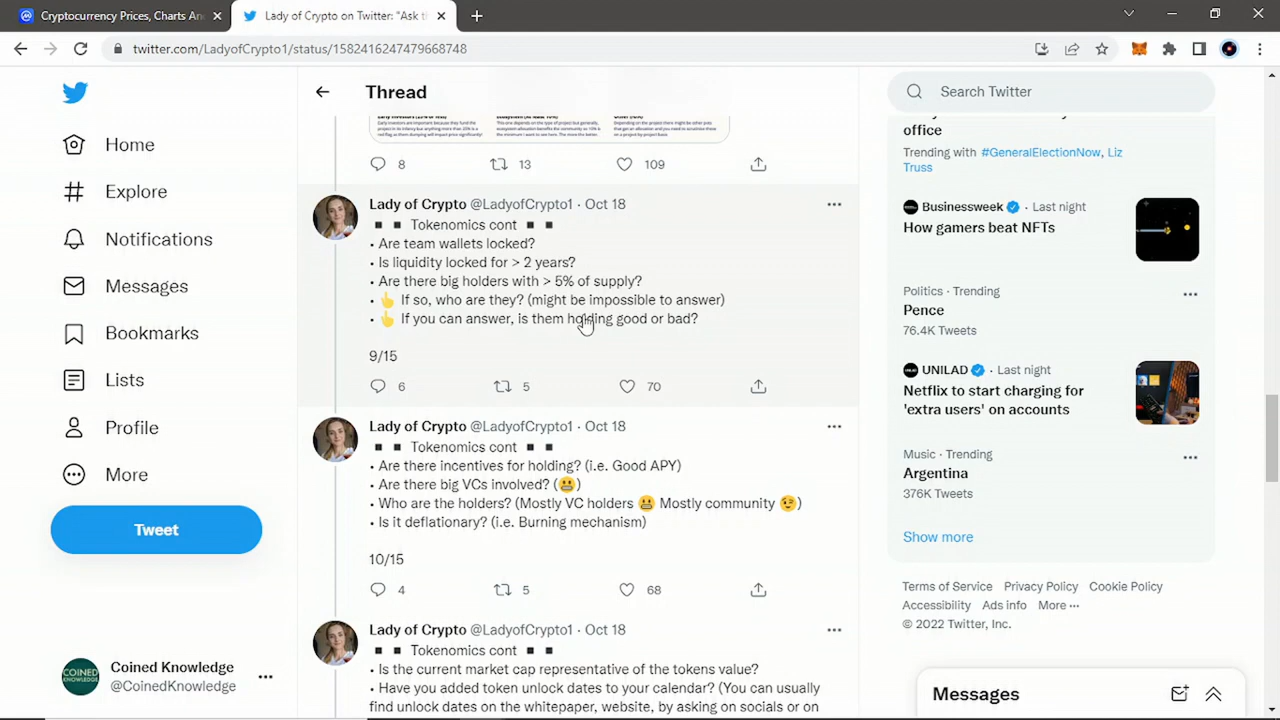 Cryptocurrency Prices, Charts An
Lady of Crypto on Twitter: "Ask t
twitter.com/LadyofCrypto1/status/1582416247479668748
Home
Explore
Notifications
Messages
Bookmarks
Lists
Profile
More
Tweet
Coined Knowledge
@CoinedKnowledge
Thread
8 13 109
Lady of Crypto @LadyofCrypto1 · Oct 18
◾◾ Tokenomics cont ◾◾
• Are team wallets locked?
• Is liquidity locked for > 2 years?
• Are there big holders with > 5% of supply?
• 👆 If so, who are they? (might be impossible to answer)
• 👆 If you can answer, is them holding good or bad?
9/15
6 5 70
Lady of Crypto @LadyofCrypto1 · Oct 18
◾◾ Tokenomics cont ◾◾
• Are there incentives for holding? (i.e. Good APY)
• Are there big VCs involved? (😬)
• Who are the holders? (Mostly VC holders 😬 Mostly community 😉)
• Is it deflationary? (i.e. Burning mechanism)
10/15
4 5 68
Lady of Crypto @LadyofCrypto1 · Oct 18
◾◾ Tokenomics cont ◾◾
• Is the current market cap representative of the tokens value?
• Have you added token unlock dates to your calendar? (You can usually
find unlock dates on the whitepaper, website, by asking on socials or on
Search Twitter
office
Trending with #GeneralElectionNow, Liz
Truss
Businessweek · Last night
How gamers beat NFTs
Politics · Trending
Pence
76.4K Tweets
UNILAD · Last night
Netflix to start charging for
'extra users' on accounts
Music · Trending
Argentina
376K Tweets
Show more
Terms of Service Privacy Policy Cookie Policy
Accessibility Ads info More ···
© 2022 Twitter, Inc.
Messages